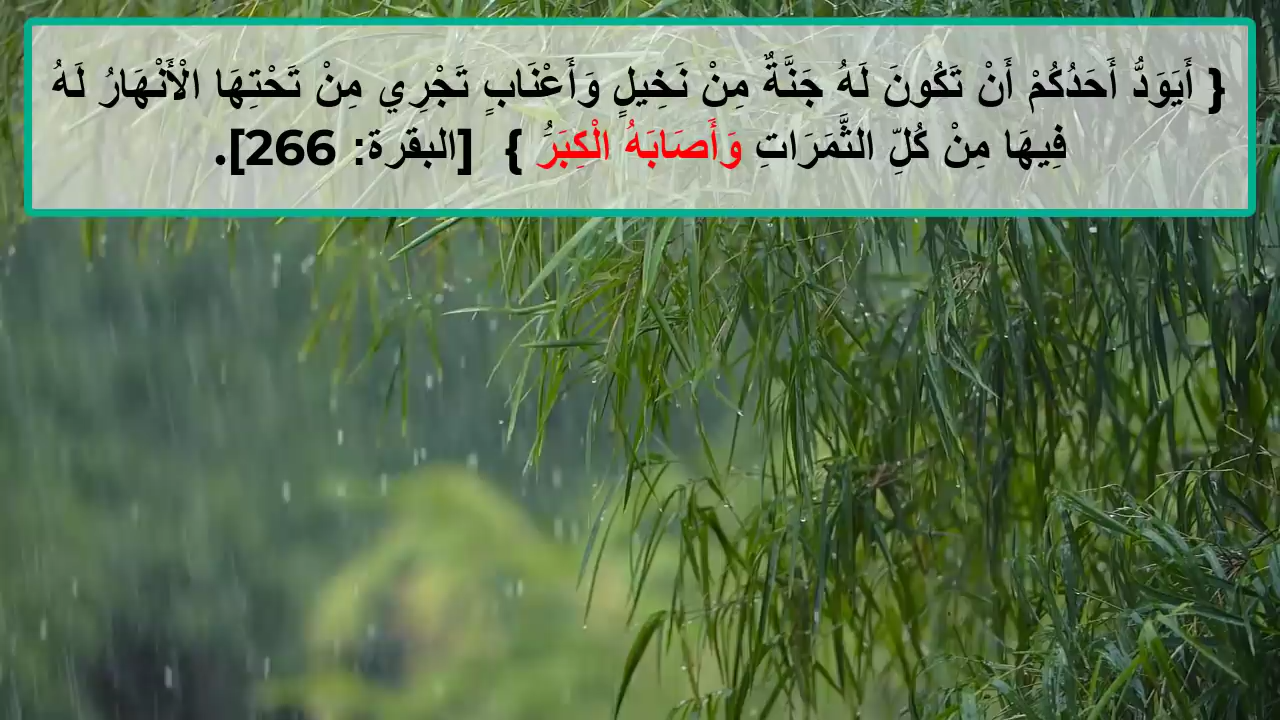 { أَيَوَدُّ أَحَدُكُمْ أَنْ تَكُونَ لَهُ جَنَّةٌ مِنْ نَخِيلٍ وَأَعْنَابٍ تَجْرِي مِنْ تَحْتِهَا الْأَنْهَارُ لَهُ
فِيهَا مِنْ كُلِّ الثَّمَرَاتِ وَأَصَابَهُ الْكِبَرُ } [البقرة: 266].